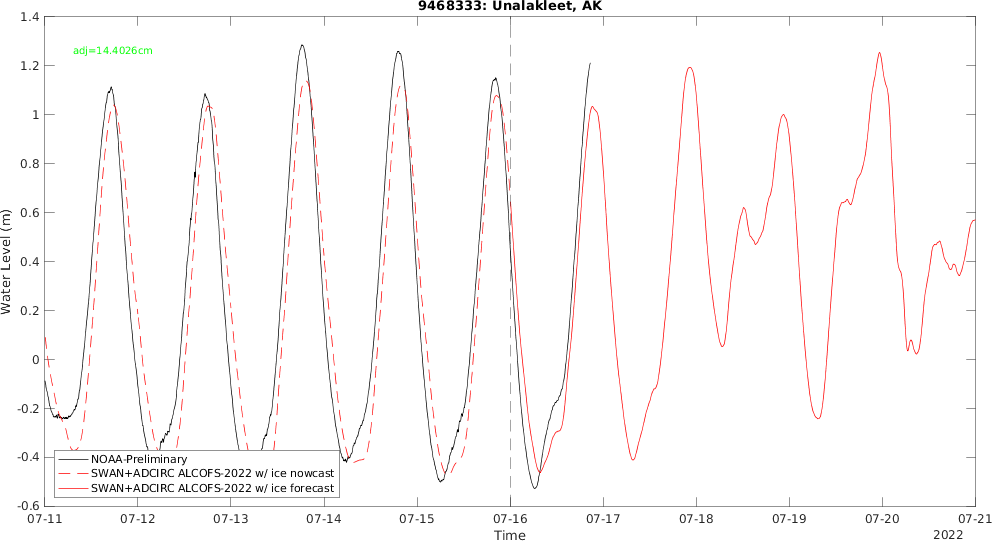 9468333: Unalakleet, AK
adj=14.4026cm
Water Level (m)
1.4
1.2
1
0.8
0.6
0.4
0.2
0
-0.2
-0.4
-0.6
NOAA-Preliminary
SWAN+ADCIRC ALCOFS-2022 w/ ice nowcast
SWAN+ADCIRC ALCOFS-2022 w/ ice forecast
07-11 07-12 07-13 07-14 07-15 07-16 07-17 07-18 07-19 07-20 07-21
Time
2022